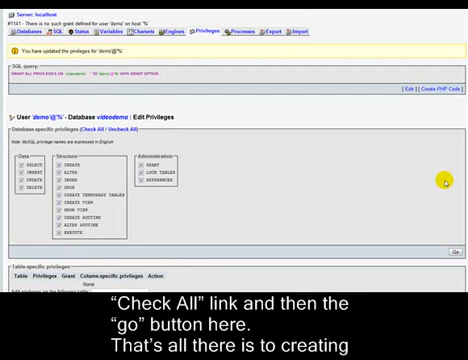 Server: localhost
#1141 - There is no such grant defined for user 'demo' on host '%'
Databases SQL Status Variables Charsets Engines Privileges Processes Export Import
You have updated the privileges for 'demo'@'%'.
SQL query:
GRANT ALL PRIVILEGES ON `videodemo` . * TO 'demo'@'%' WITH GRANT OPTION ;
[ Edit ] [ Create PHP Code ]
User 'demo'@'%' - Database videodemo : Edit Privileges
Database-specific privileges (Check All / Uncheck All)
Note: MySQL privilege names are expressed in English
Data
SELECT
INSERT
UPDATE
DELETE
Structure
CREATE
ALTER
INDEX
DROP
CREATE TEMPORARY TABLES
CREATE VIEW
SHOW VIEW
CREATE ROUTINE
ALTER ROUTINE
EXECUTE
Administration
GRANT
LOCK TABLES
REFERENCES
Go
Table-specific privileges
Table Privileges Grant Column-specific privileges Action
None
Add privileges on the following table:
“Check All” link and then the
“go” button here.
That’s all there is to creating